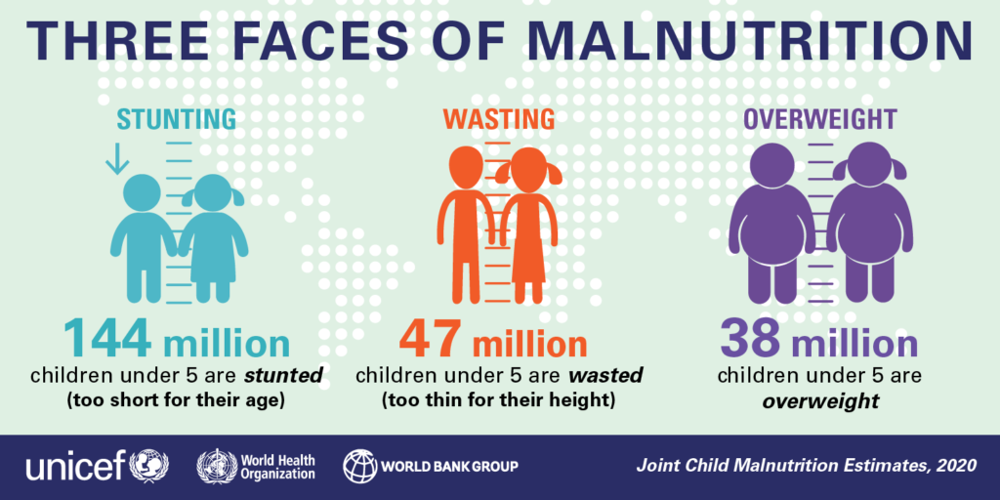 THREE FACES OF MALNUTRITION
STUNTING
144 million
children under 5 are stunted
(too short for their age)
WASTING
47 million
children under 5 are wasted
(too thin for their height)
OVERWEIGHT
38 million
children under 5 are
overweight
unicef
World Health
Organization
WORLD BANK GROUP
Joint Child Malnutrition Estimates, 2020